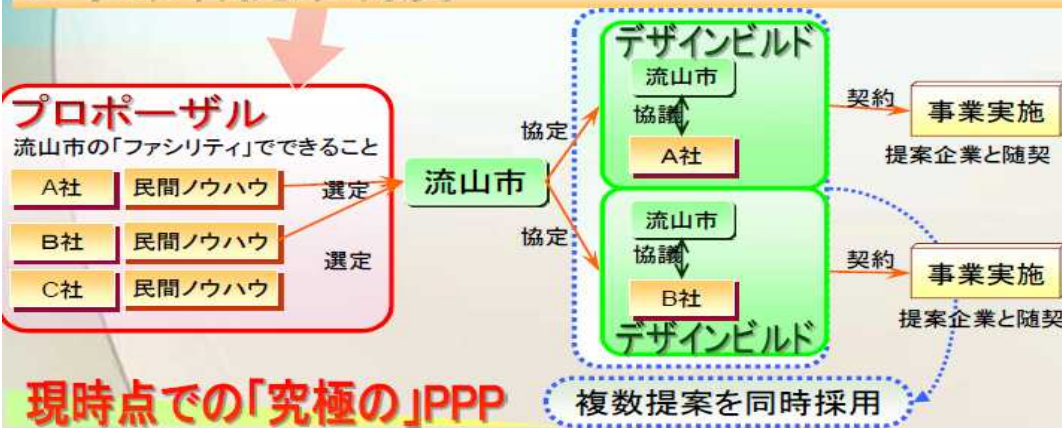 プロポーザル
流山市の「ファシリティ」でできること
A社 民間ノウハウ
B社 民間ノウハウ
C社 民間ノウハウ
選定
選定
流山市
協定
協定
デザインビルド
流山市
協議
A社
契約
事業実施
提案企業と随契
流山市
協議
B社
デザインビルド
契約
事業実施
提案企業と随契
現時点での「究極の」PPP
複数提案を同時採用